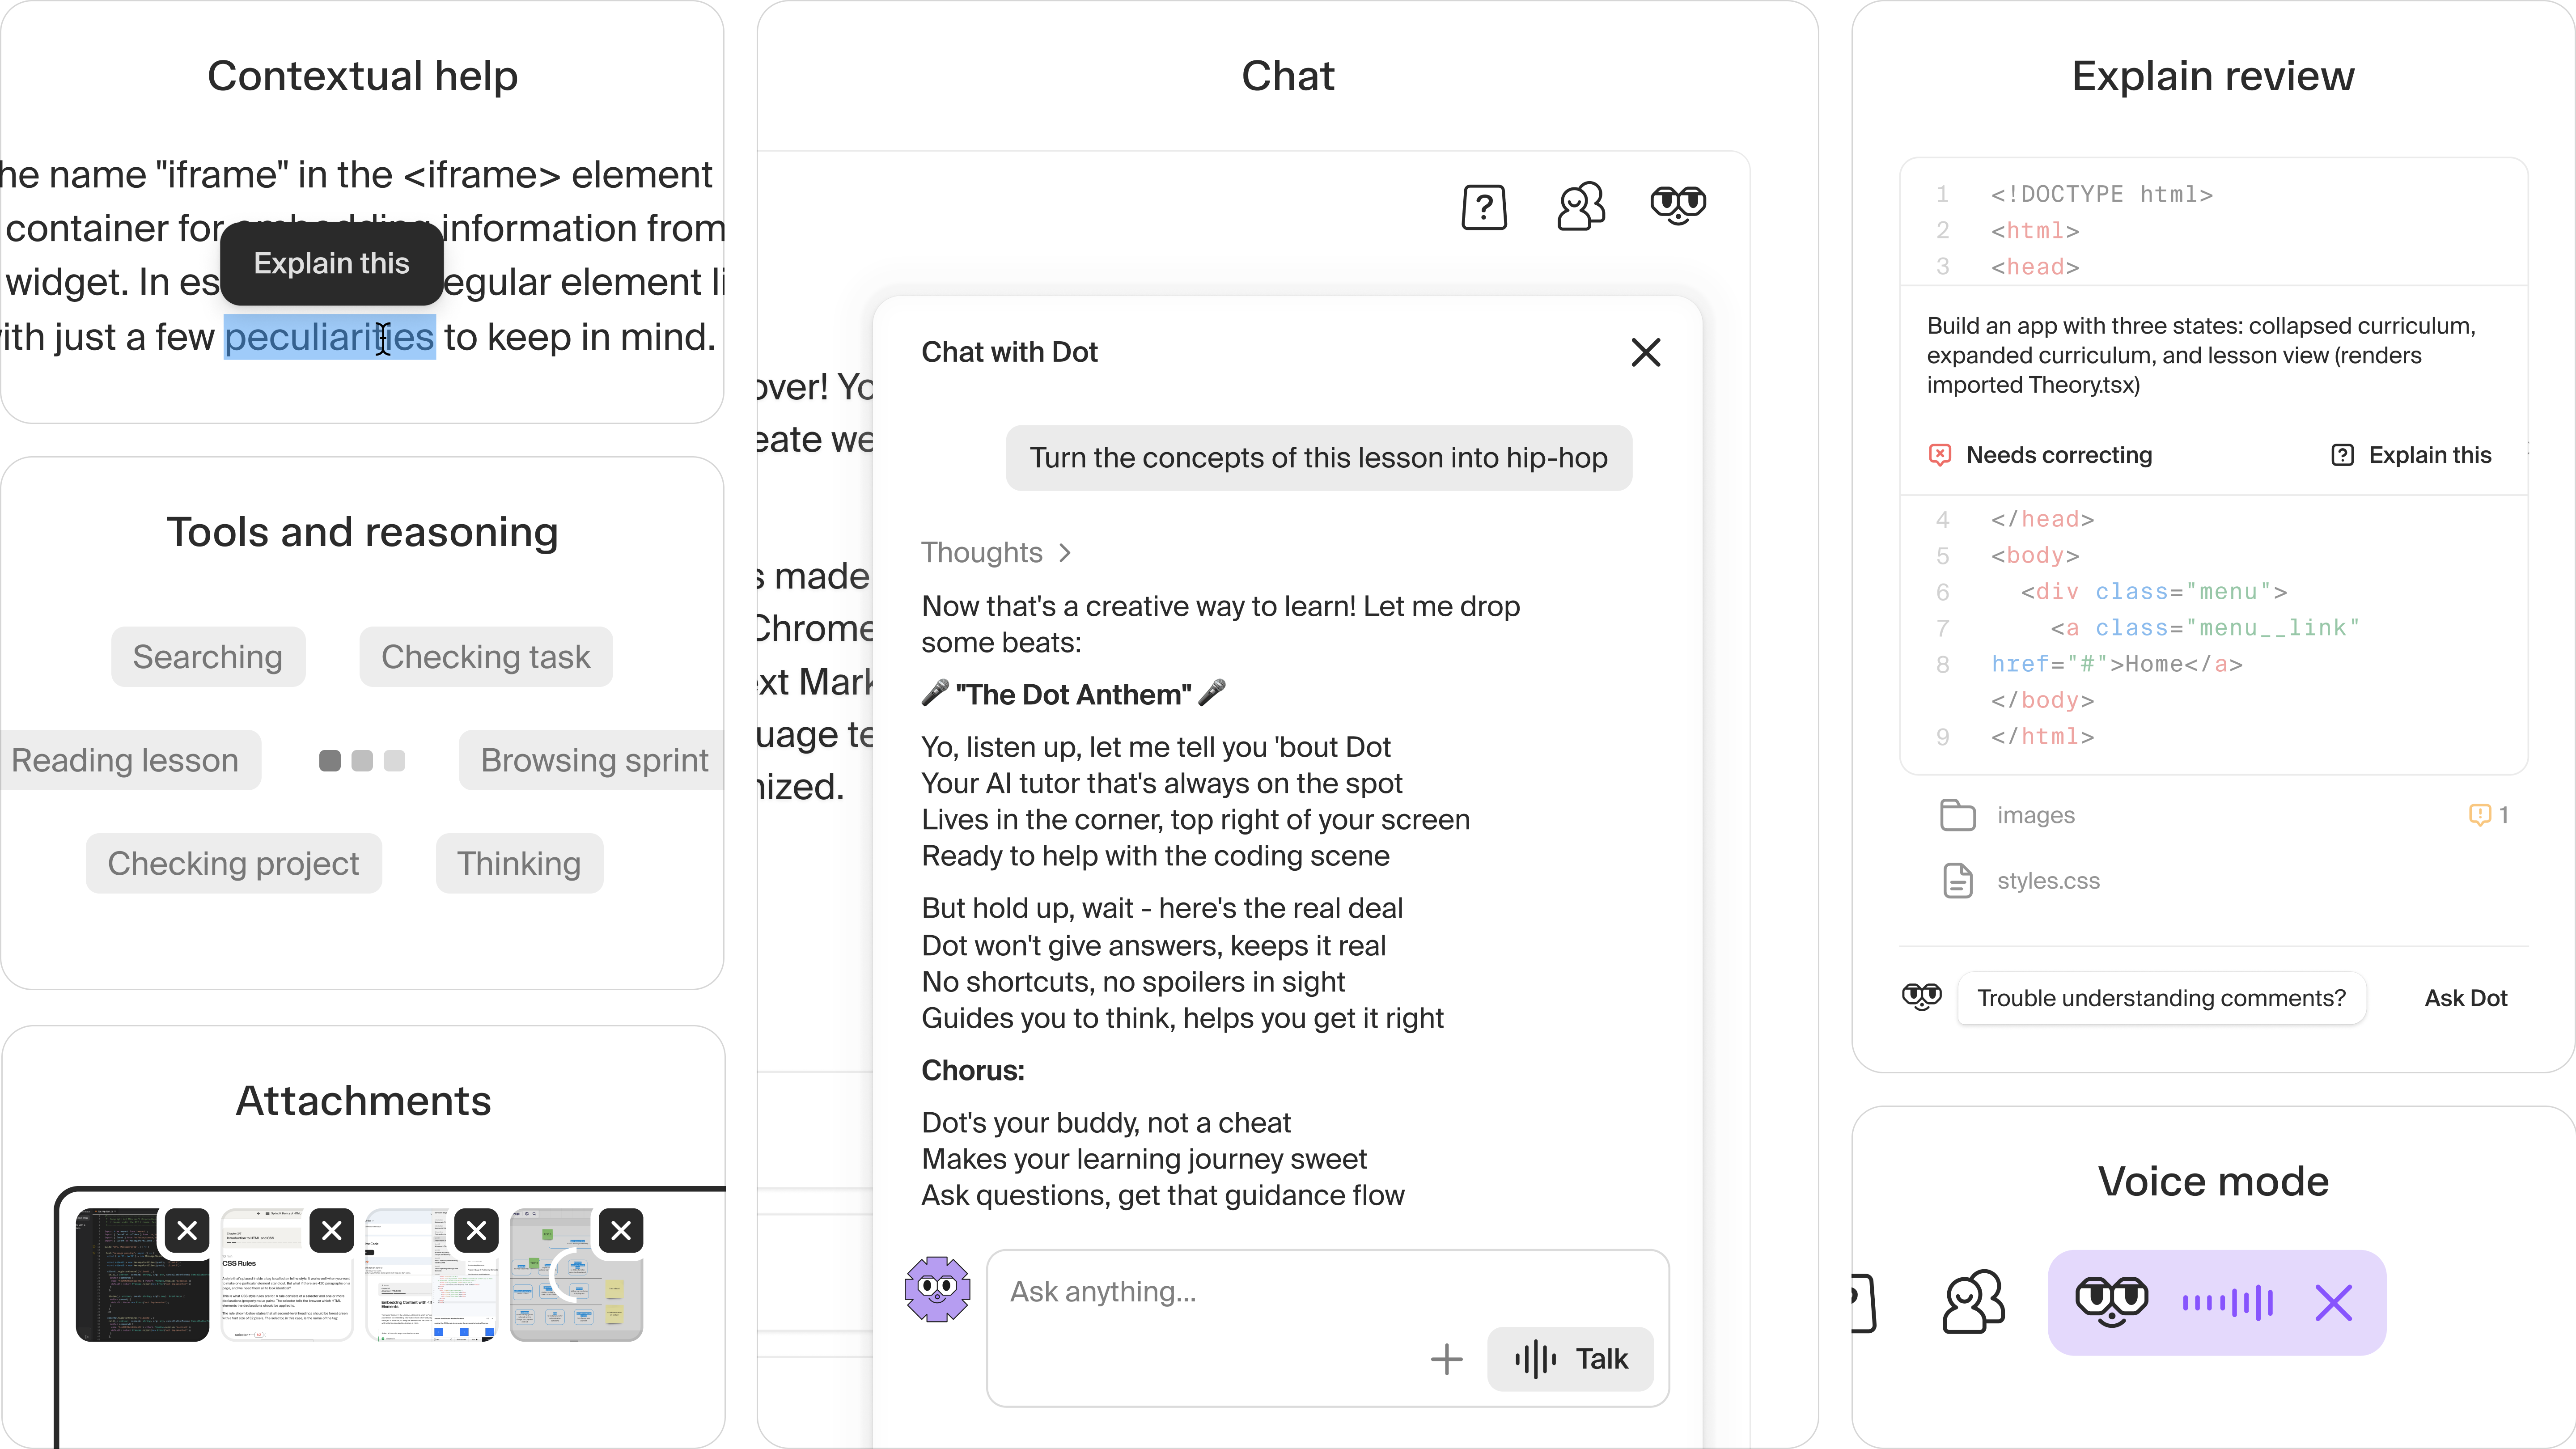 Contextual help
he name "iframe" in the <iframe> element
container for embedding information from
Explain this
widget. In es egular element li
ith just a few peculiarities to keep in mind.
Tools and reasoning
Searching
Checking task
Reading lesson
Browsing sprint
Checking project
Thinking
Attachments
CSS Rules
Chat
over! Yo
eate we
s made
Chrome
ext Mark
uage te
nized.
Chat with Dot
Turn the concepts of this lesson into hip-hop
Thoughts
Now that's a creative way to learn! Let me drop
some beats:
🎤 "The Dot Anthem" 🎤
Yo, listen up, let me tell you 'bout Dot
Your AI tutor that's always on the spot
Lives in the corner, top right of your screen
Ready to help with the coding scene
But hold up, wait - here's the real deal
Dot won't give answers, keeps it real
No shortcuts, no spoilers in sight
Guides you to think, helps you get it right
Chorus:
Dot's your buddy, not a cheat
Makes your learning journey sweet
Ask questions, get that guidance flow
Ask anything...
Talk
Explain review
1 <!DOCTYPE html>
2 <html>
3 <head>
Build an app with three states: collapsed curriculum,
expanded curriculum, and lesson view (renders
imported Theory.tsx)
Needs correcting
Explain this
4 </head>
5 <body>
6 <div class="menu">
7 <a class="menu__link"
8 href="#">Home</a>
</body>
9 </html>
images 1
styles.css
Trouble understanding comments?
Ask Dot
Voice mode